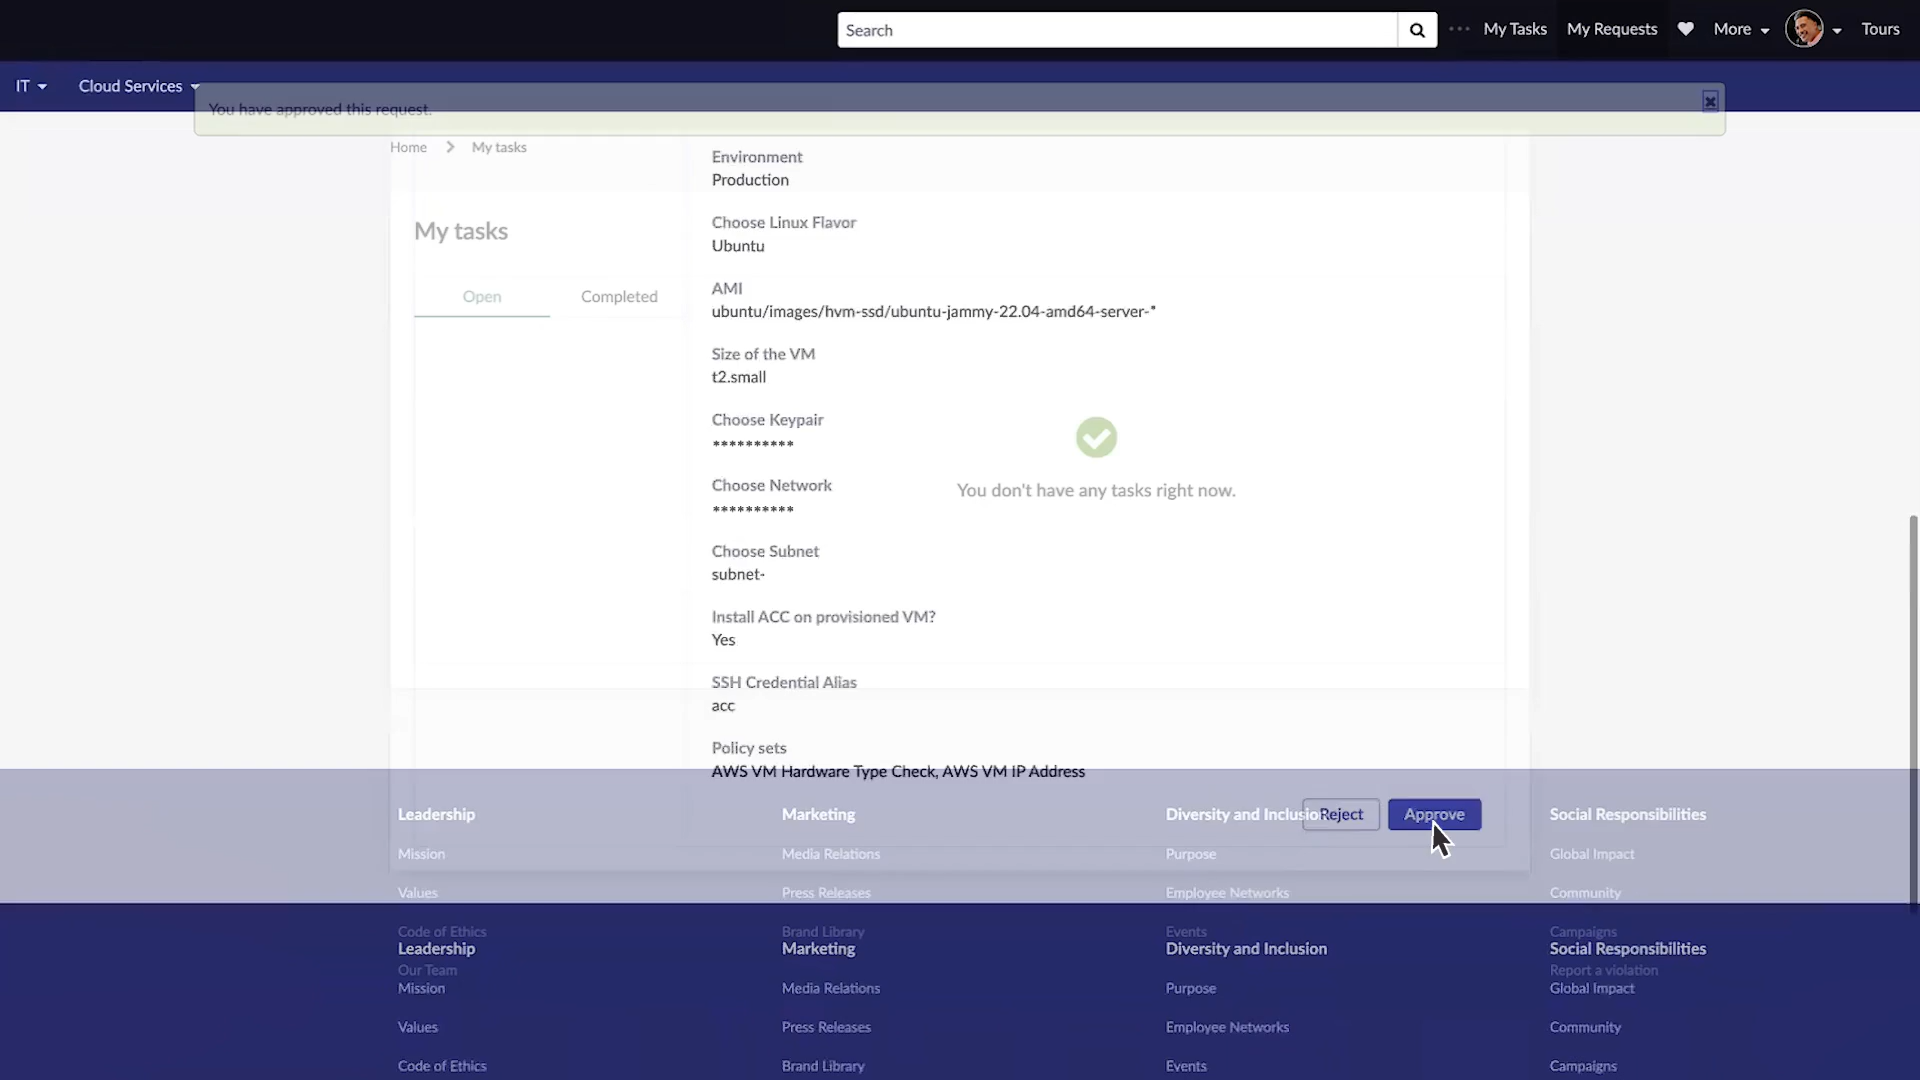 Search
My Tasks
My Requests
More
Tours
IT
Cloud Services
You have approved this request.
Home
My tasks
My tasks
Open
Completed
Environment
Production
Choose Linux Flavor
Ubuntu
AMI
ubuntu/images/hvm-ssd/ubuntu-jammy-22.04-amd64-server-*
Size of the VM
t2.small
Choose Keypair
**********
Choose Network
**********
You don't have any tasks right now.
Choose Subnet
subnet-
Install ACC on provisioned VM?
Yes
SSH Credential Alias
acc
Policy sets
AWS VM Hardware Type Check, AWS VM IP Address
Reject
Approve
Leadership
Marketing
Diversity and Inclusion
Social Responsibilities
Mission
Media Relations
Purpose
Global Impact
Values
Press Releases
Employee Networks
Community
Code of Ethics
Brand Library
Events
Campaigns
Leadership
Marketing
Diversity and Inclusion
Social Responsibilities
Our Team
Report a violation
Mission
Media Relations
Purpose
Global Impact
Values
Press Releases
Employee Networks
Community
Code of Ethics
Brand Library
Events
Campaigns